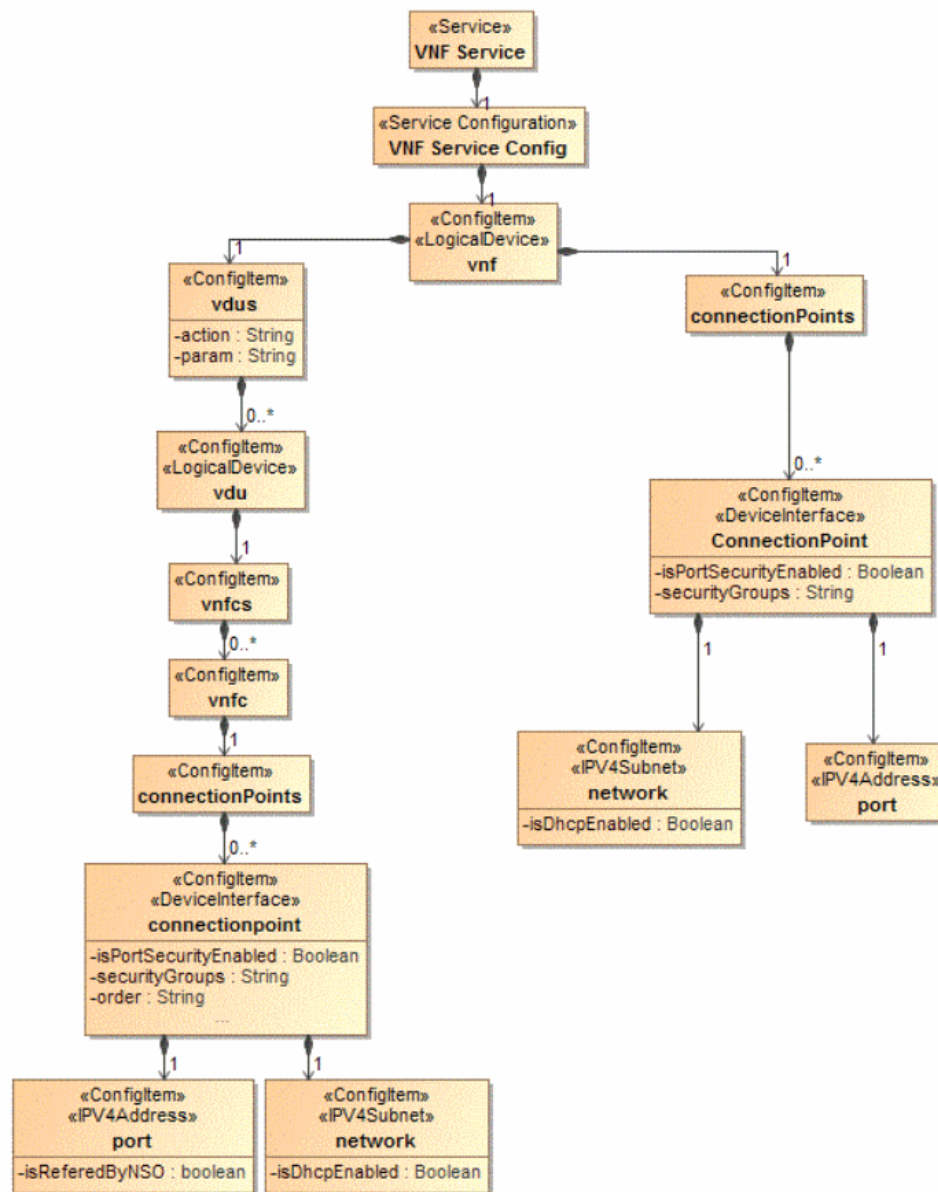 «Service»
VNF Service
1
«Service Configuration»
VNF Service Config
1
«ConfigItem»
«LogicalDevice»
vnf
1
1
«ConfigItem»
vdus
-action : String
-param : String
«ConfigItem»
connectionPoints
0..*
«ConfigItem»
«LogicalDevice»
vdu
0..*
«ConfigItem»
«DeviceInterface»
ConnectionPoint
-isPortSecurityEnabled : Boolean
-securityGroups : String
1
«ConfigItem»
vnfcs
0..*
1
1
«ConfigItem»
vnfc
1
«ConfigItem»
«IPV4Subnet»
network
-isDhcpEnabled : Boolean
«ConfigItem»
«IPV4Address»
port
«ConfigItem»
connectionPoints
0..*
«ConfigItem»
«DeviceInterface»
connectionpoint
-isPortSecurityEnabled : Boolean
-securityGroups : String
-order : String
...
1
1
«ConfigItem»
«IPV4Address»
port
-isReferedByNSO : boolean
«ConfigItem»
«IPV4Subnet»
network
-isDhcpEnabled : Boolean